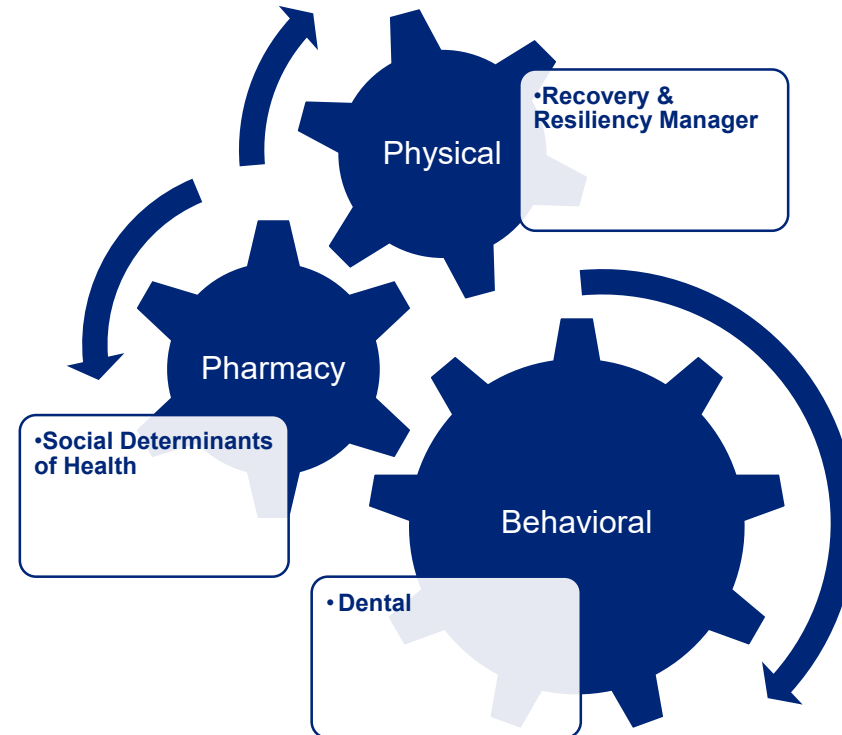 Physical
•Recovery &
Resiliency Manager
Pharmacy
•Social Determinants
of Health
Behavioral
•Dental